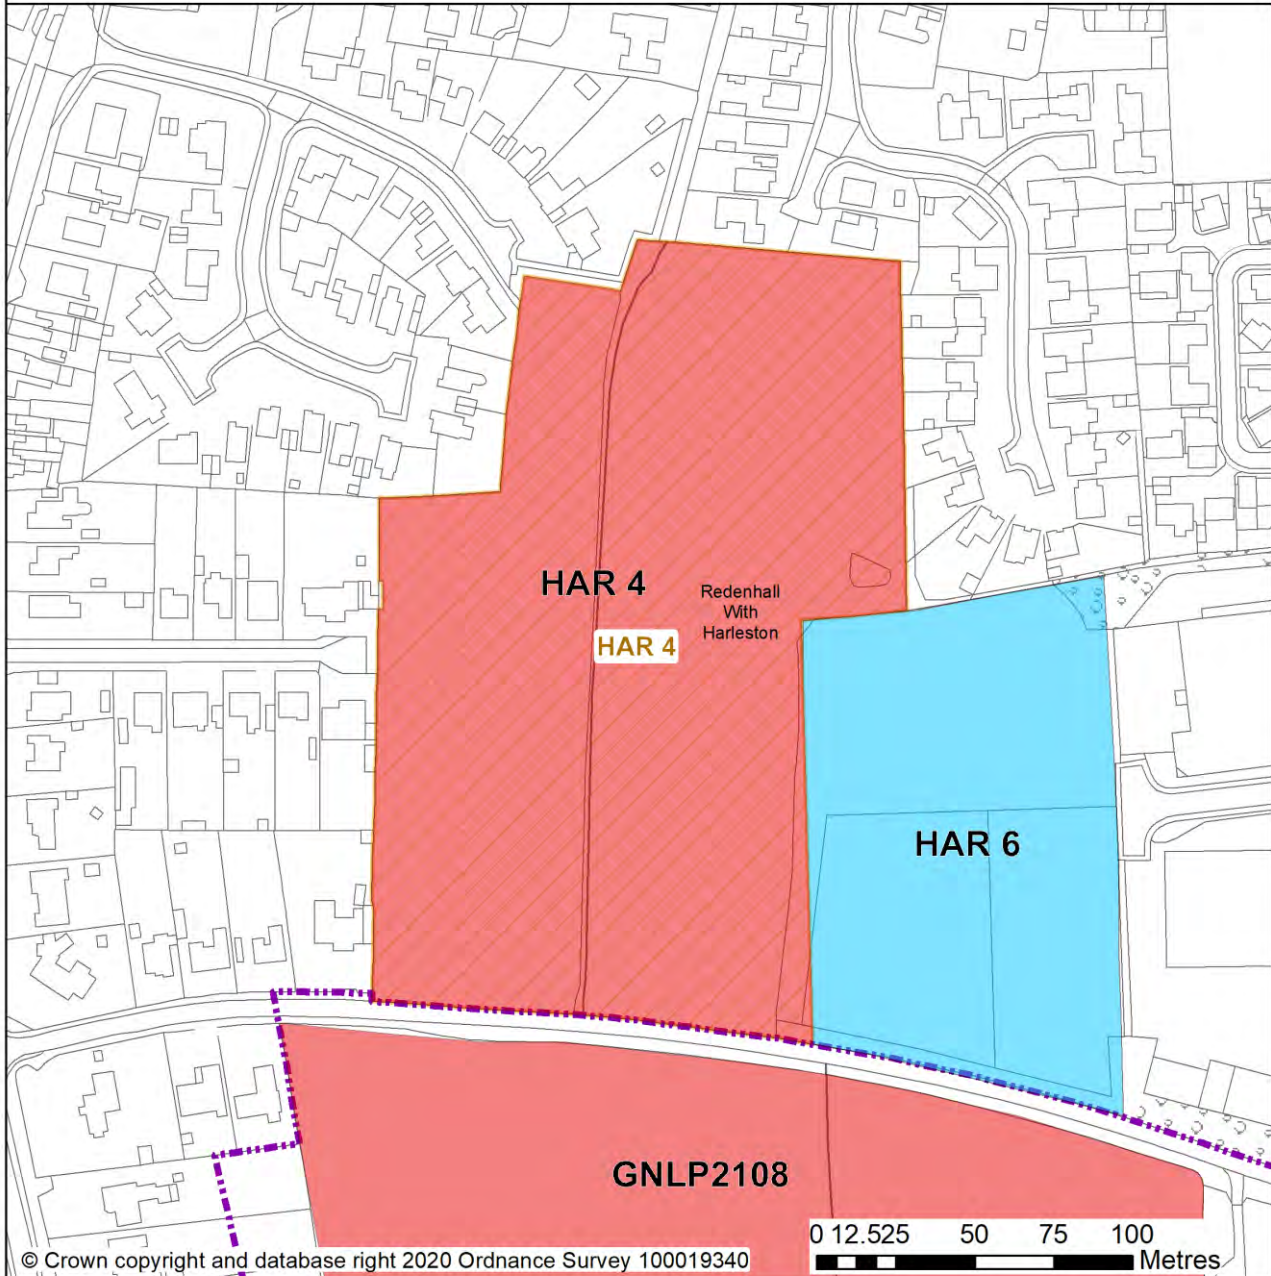 HAR 4
Redenhall
With
Harleston
HAR 4
HAR 6
GNLP2108
0 12.525 50 75 100
Metres
© Crown copyright and database right 2020 Ordnance Survey 100019340